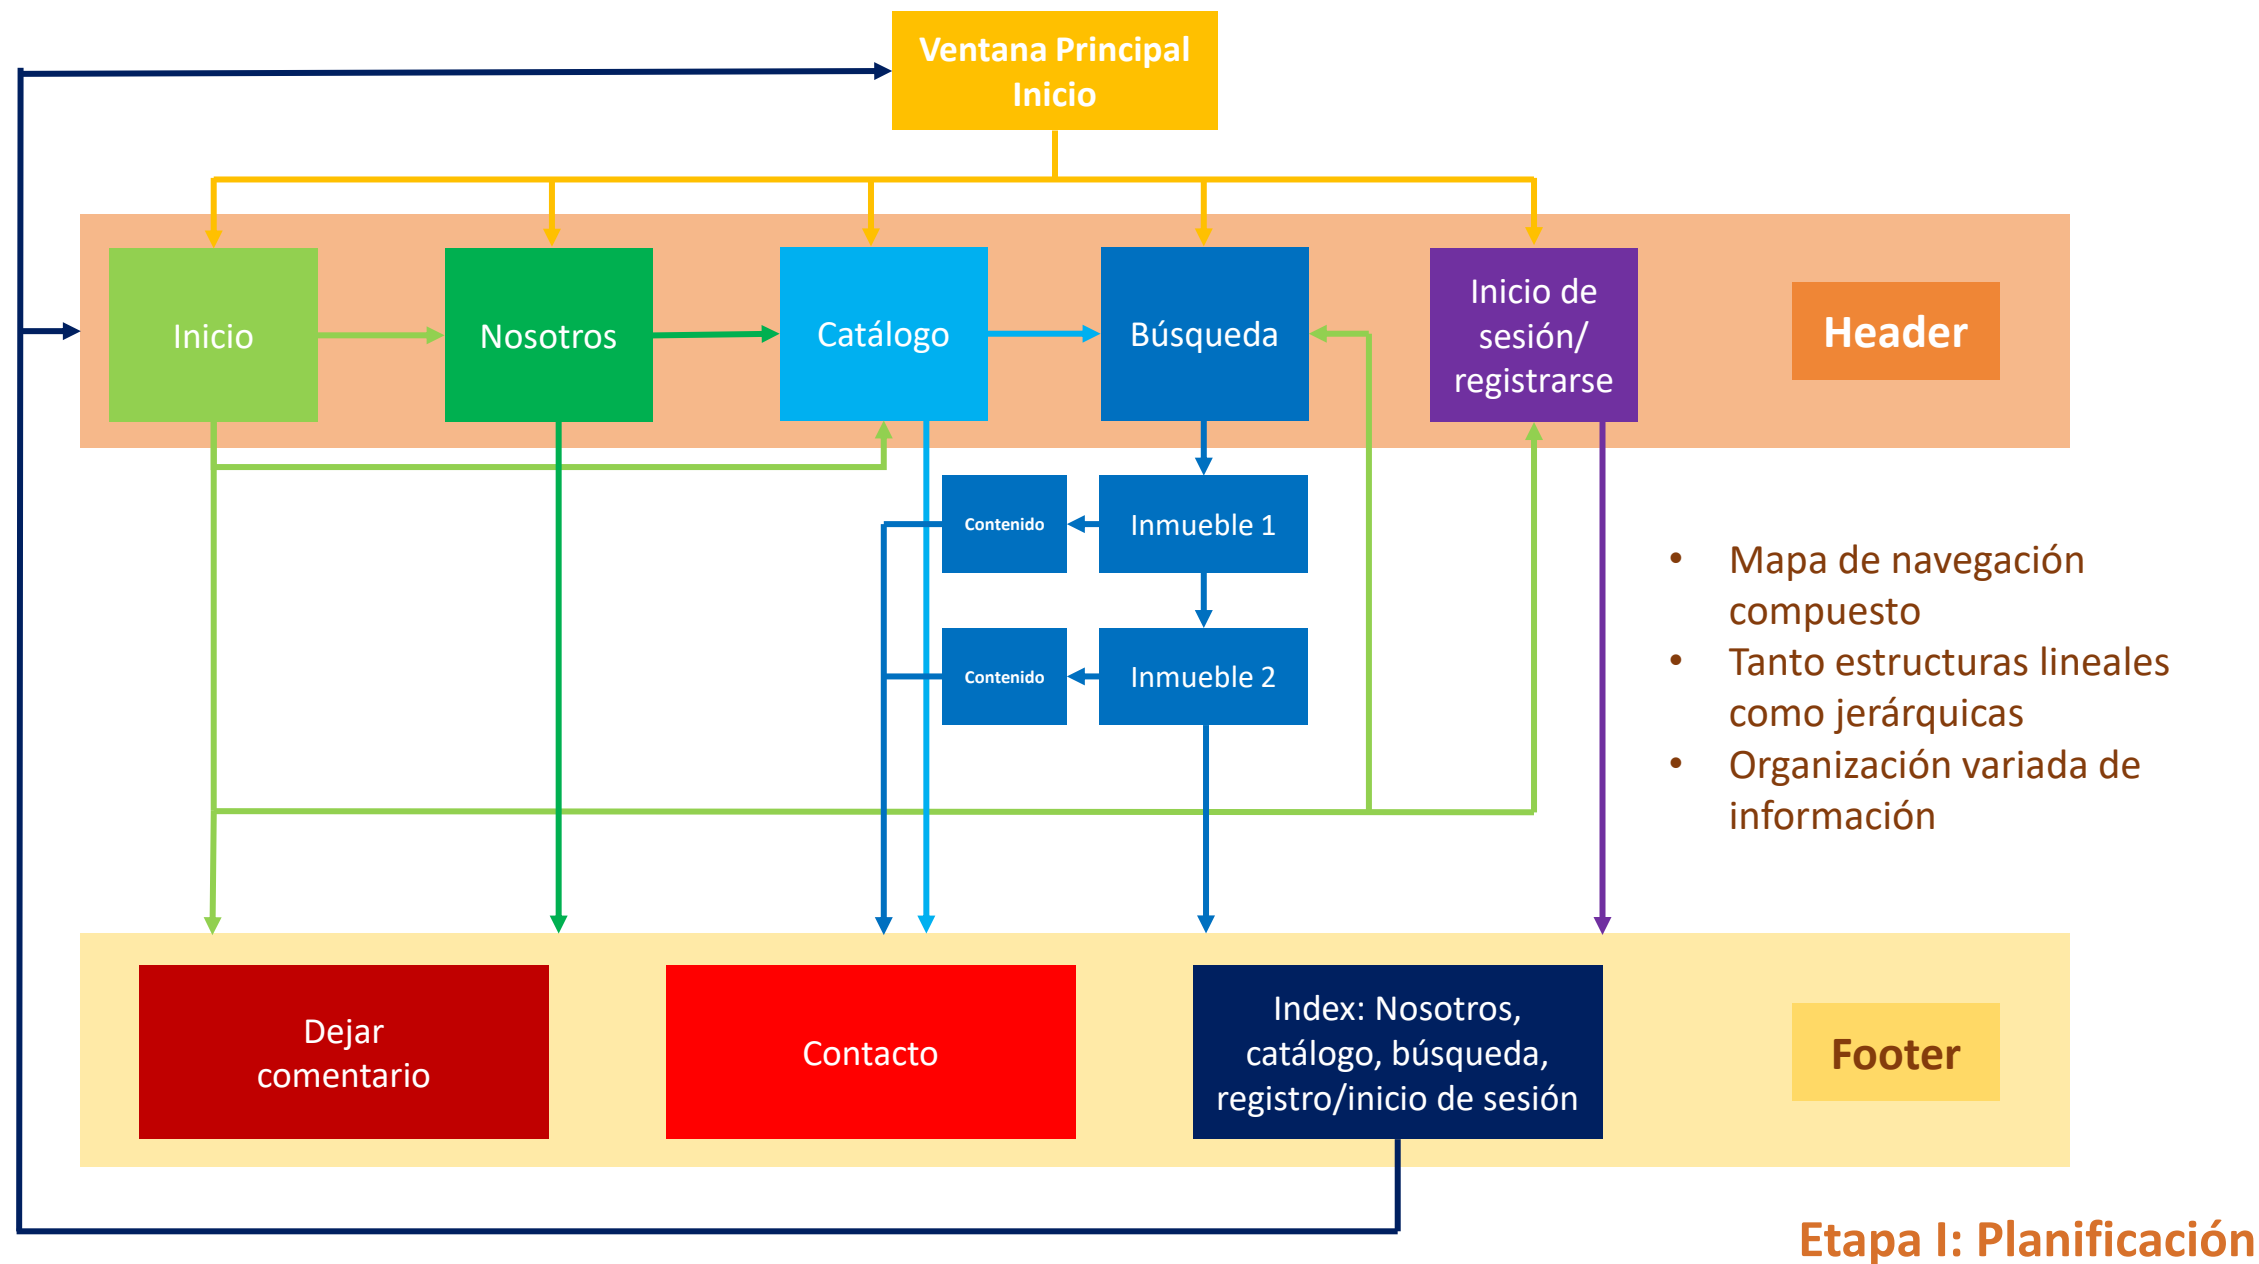 Ventana Principal
Inicio
Inicio
Nosotros
Catálogo
Búsqueda
Inicio de
sesión/
registrarse
Header
Contenido
Inmueble 1
Contenido
Inmueble 2
• Mapa de navegación
compuesto
• Tanto estructuras lineales
como jerárquicas
• Organización variada de
información
Dejar
comentario
Contacto
Index: Nosotros,
catálogo, búsqueda,
registro/inicio de sesión
Footer
Etapa I: Planificación